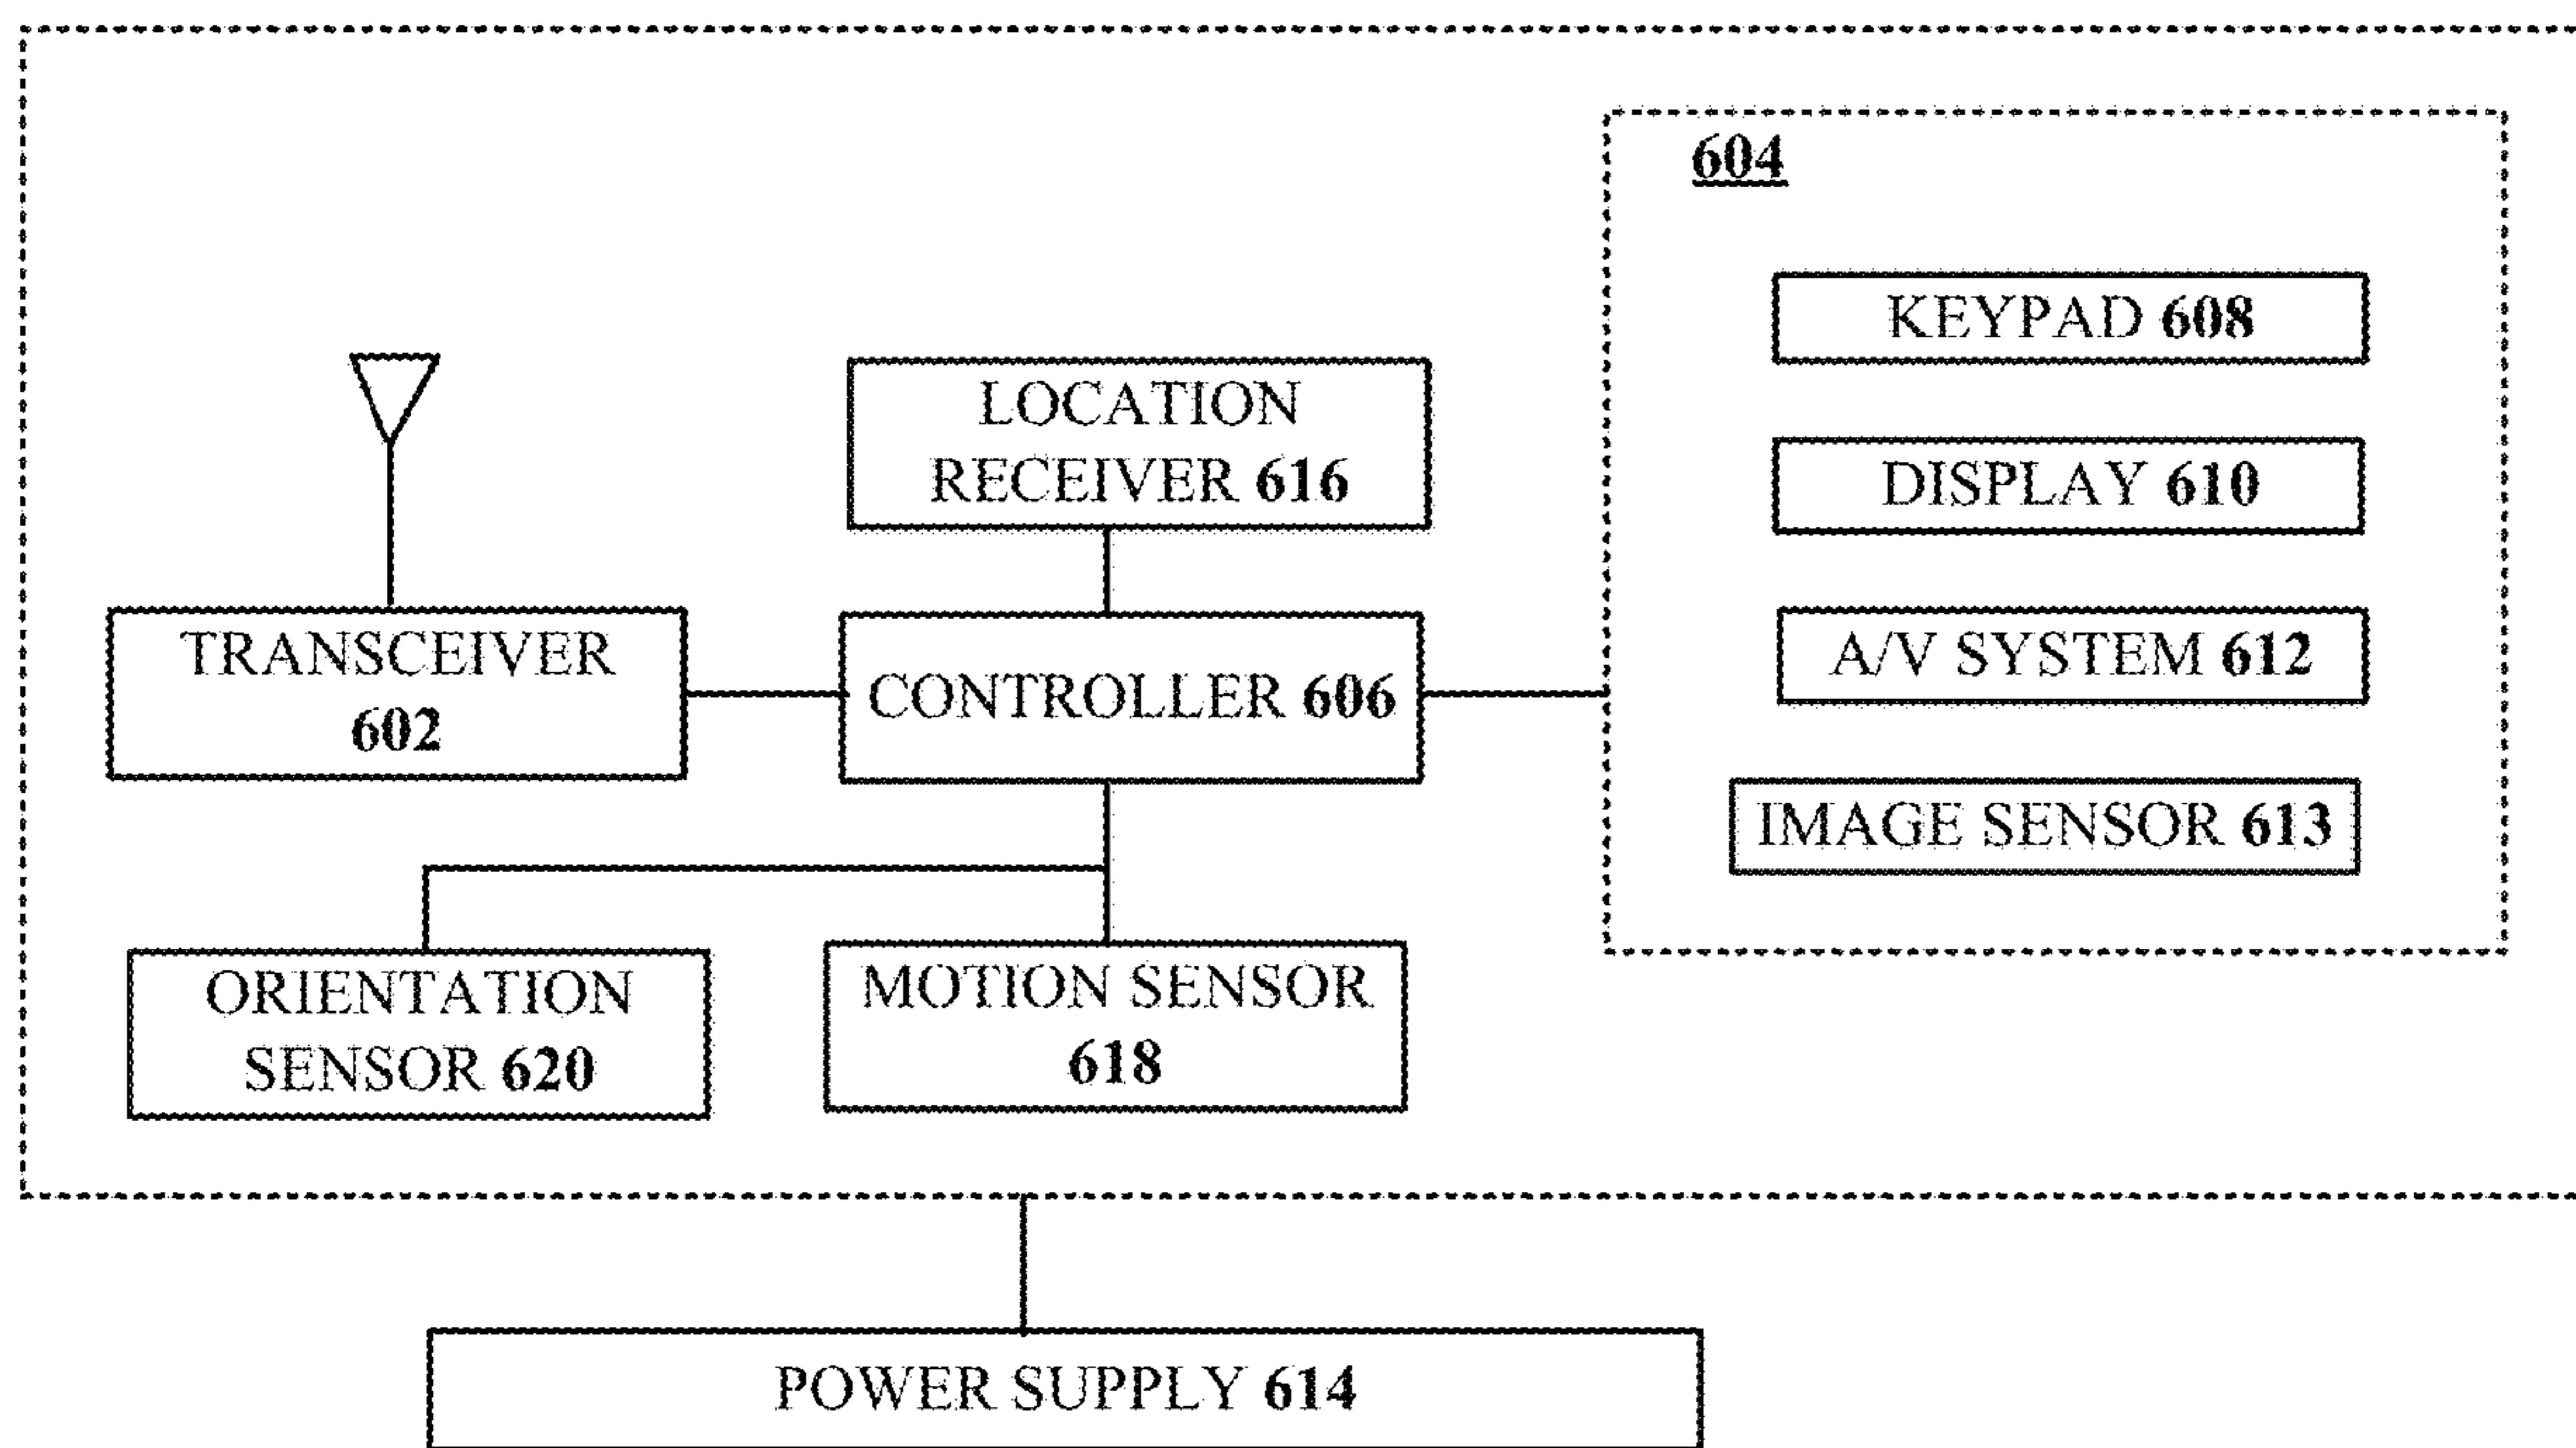 604
KEYPAD 608
LOCATION
RECEIVER 616
DISPLAY 610
TRANSCEIVER
602
CONTROLLER 606
A/V SYSTEM 612
IMAGE SENSOR 613
ORIENTATION
SENSOR 620
MOTION SENSOR
618
POWER SUPPLY 614